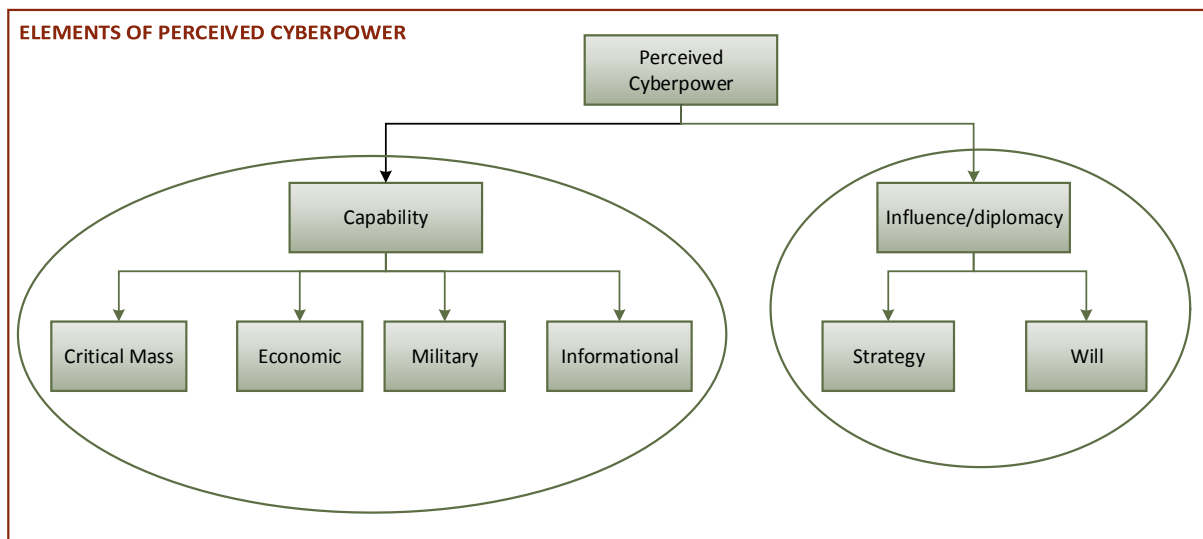 ELEMENTS OF PERCEIVED CYBERPOWER
Perceived
Cyberpower
Capability
Influence/diplomacy
Critical Mass
Economic
Military
Informational
Strategy
Will